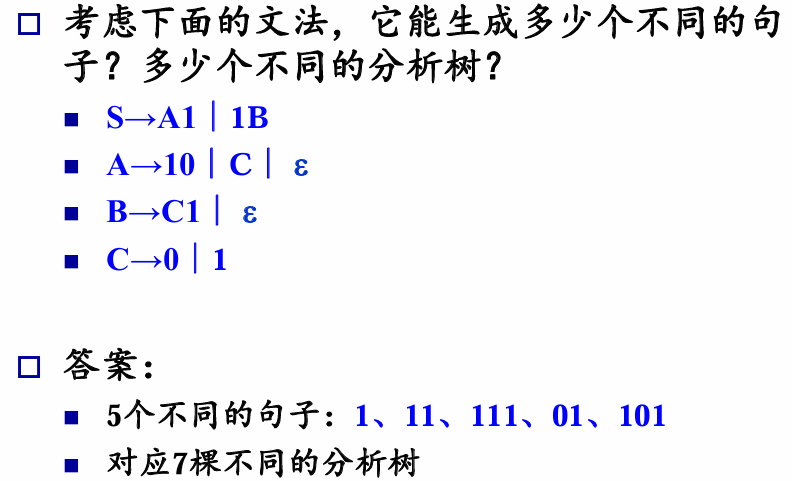 考虑下面的文法，它能生成多少个不同的句
子？多少个不同的分析树？
S→A1｜1B
A→10｜C｜ ε
B→C1｜ ε
C→0｜1
答案：
5个不同的句子：1、11、111、01、101
对应7棵不同的分析树